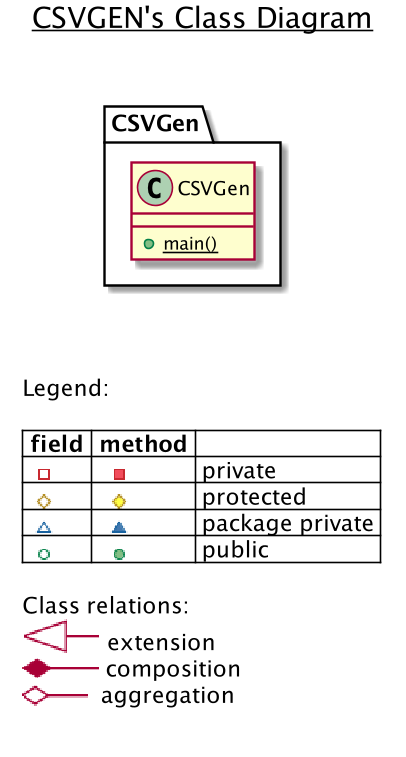 CSVGEN's Class Diagram
CSVGen
C CSVGen
main()
Legend:
field method
private
protected
package private
public
Class relations:
extension
composition
aggregation